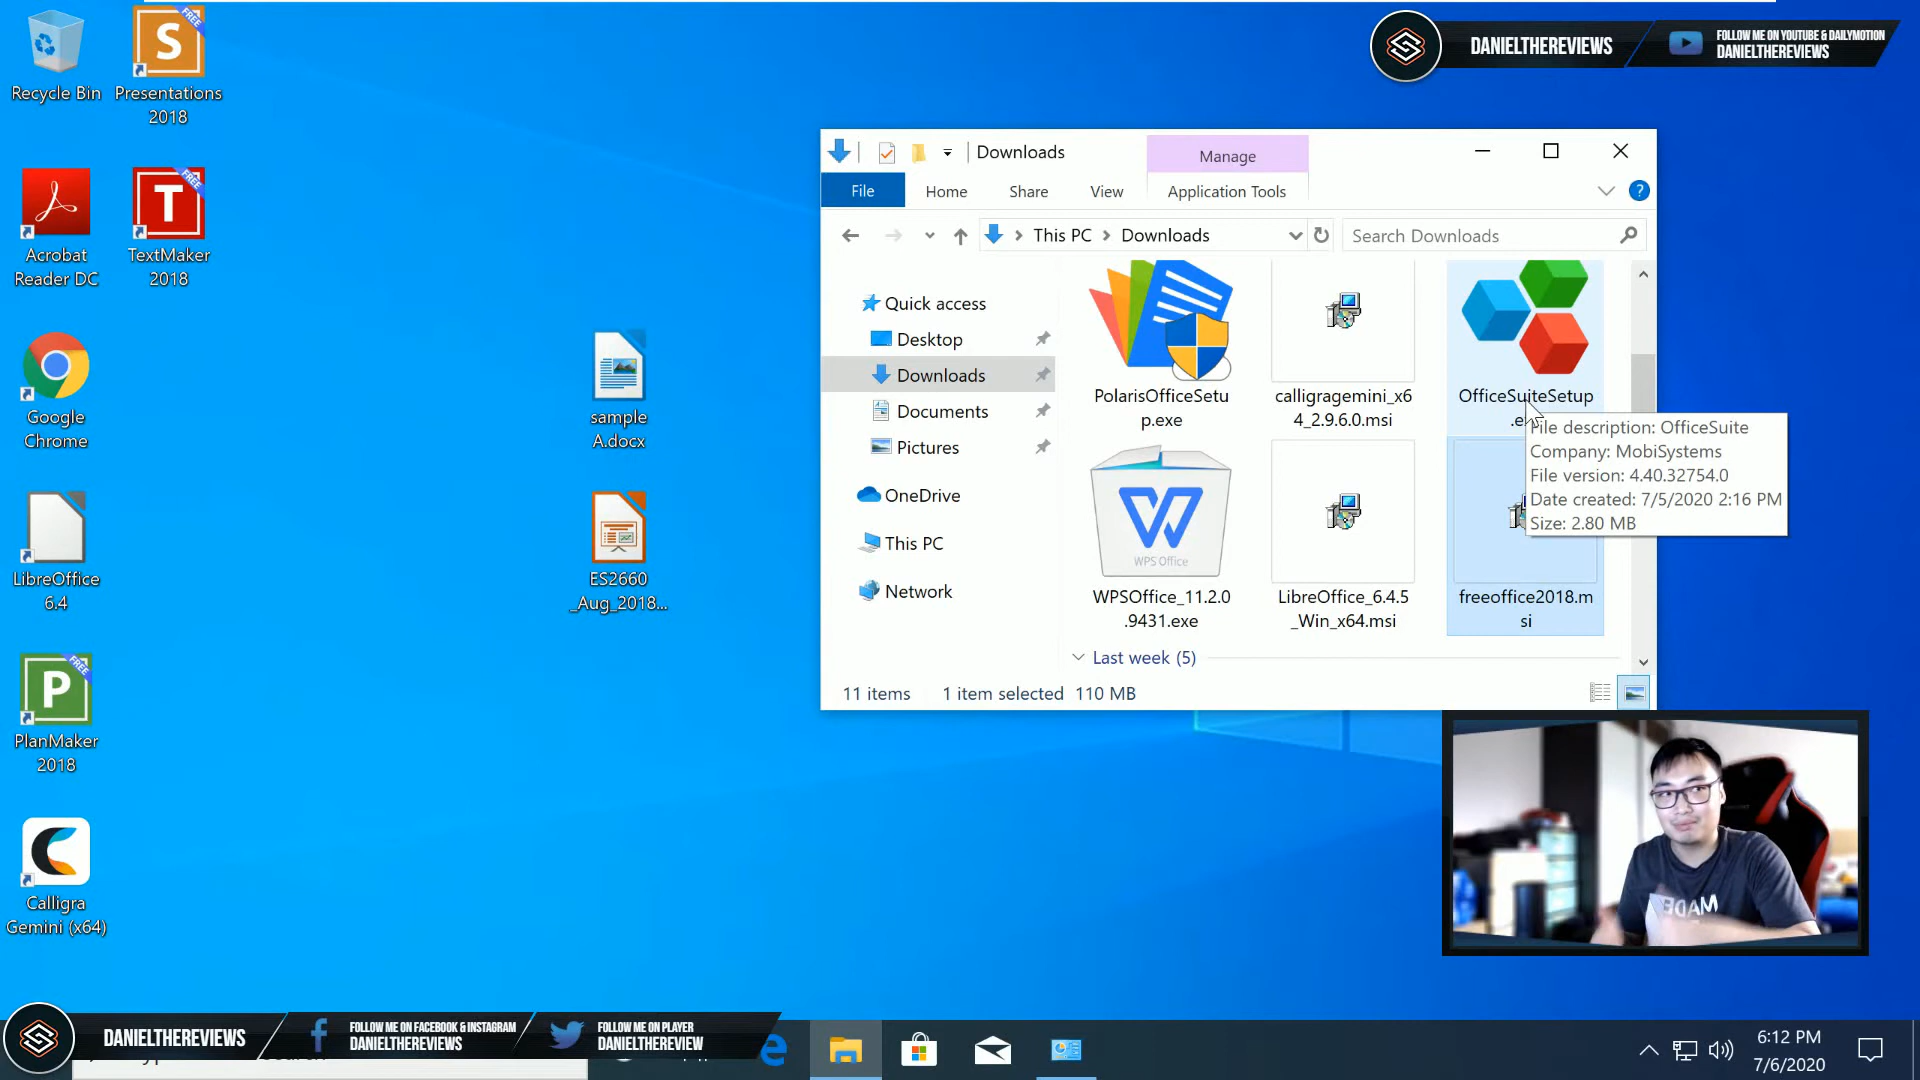 Recycle Bin
S
FREE
Presentations
2018
Acrobat
Reader DC
T
FREE
TextMaker
2018
Google
Chrome
LibreOffice
6.4
P
FREE
PlanMaker
2018
Calligra
Gemini (x64)
sample
A.docx
ES2660
_Aug_2018...
DANIELTHEREVIEWS
FOLLOW ME ON YOUTUBE & DAILYMOTION
DANIELTHEREVIEWS
Downloads
Manage
File
Home
Share
View
Application Tools
This PC
Downloads
Search Downloads
Quick access
Desktop
Downloads
Documents
Pictures
OneDrive
This PC
Network
PolarisOfficeSetu
p.exe
calligragemini_x6
4_2.9.6.0.msi
OfficeSuiteSetup
File description: OfficeSuite
Company: MobiSystems
File version: 4.40.32754.0
Date created: 7/5/2020 2:16 PM
Size: 2.80 MB
W
WPS Office
WPSOffice_11.2.0
.9431.exe
LibreOffice_6.4.5
_Win_x64.msi
freeoffice2018.m
si
Last week (5)
11 items
1 item selected 110 MB
MADE
DANIELTHEREVIEWS
FOLLOW ME ON FACEBOOK & INSTAGRAM
DANIELTHEREVIEWS
FOLLOW ME ON PLAYER
DANIELTHEREVIEW
6:12 PM
7/6/2020